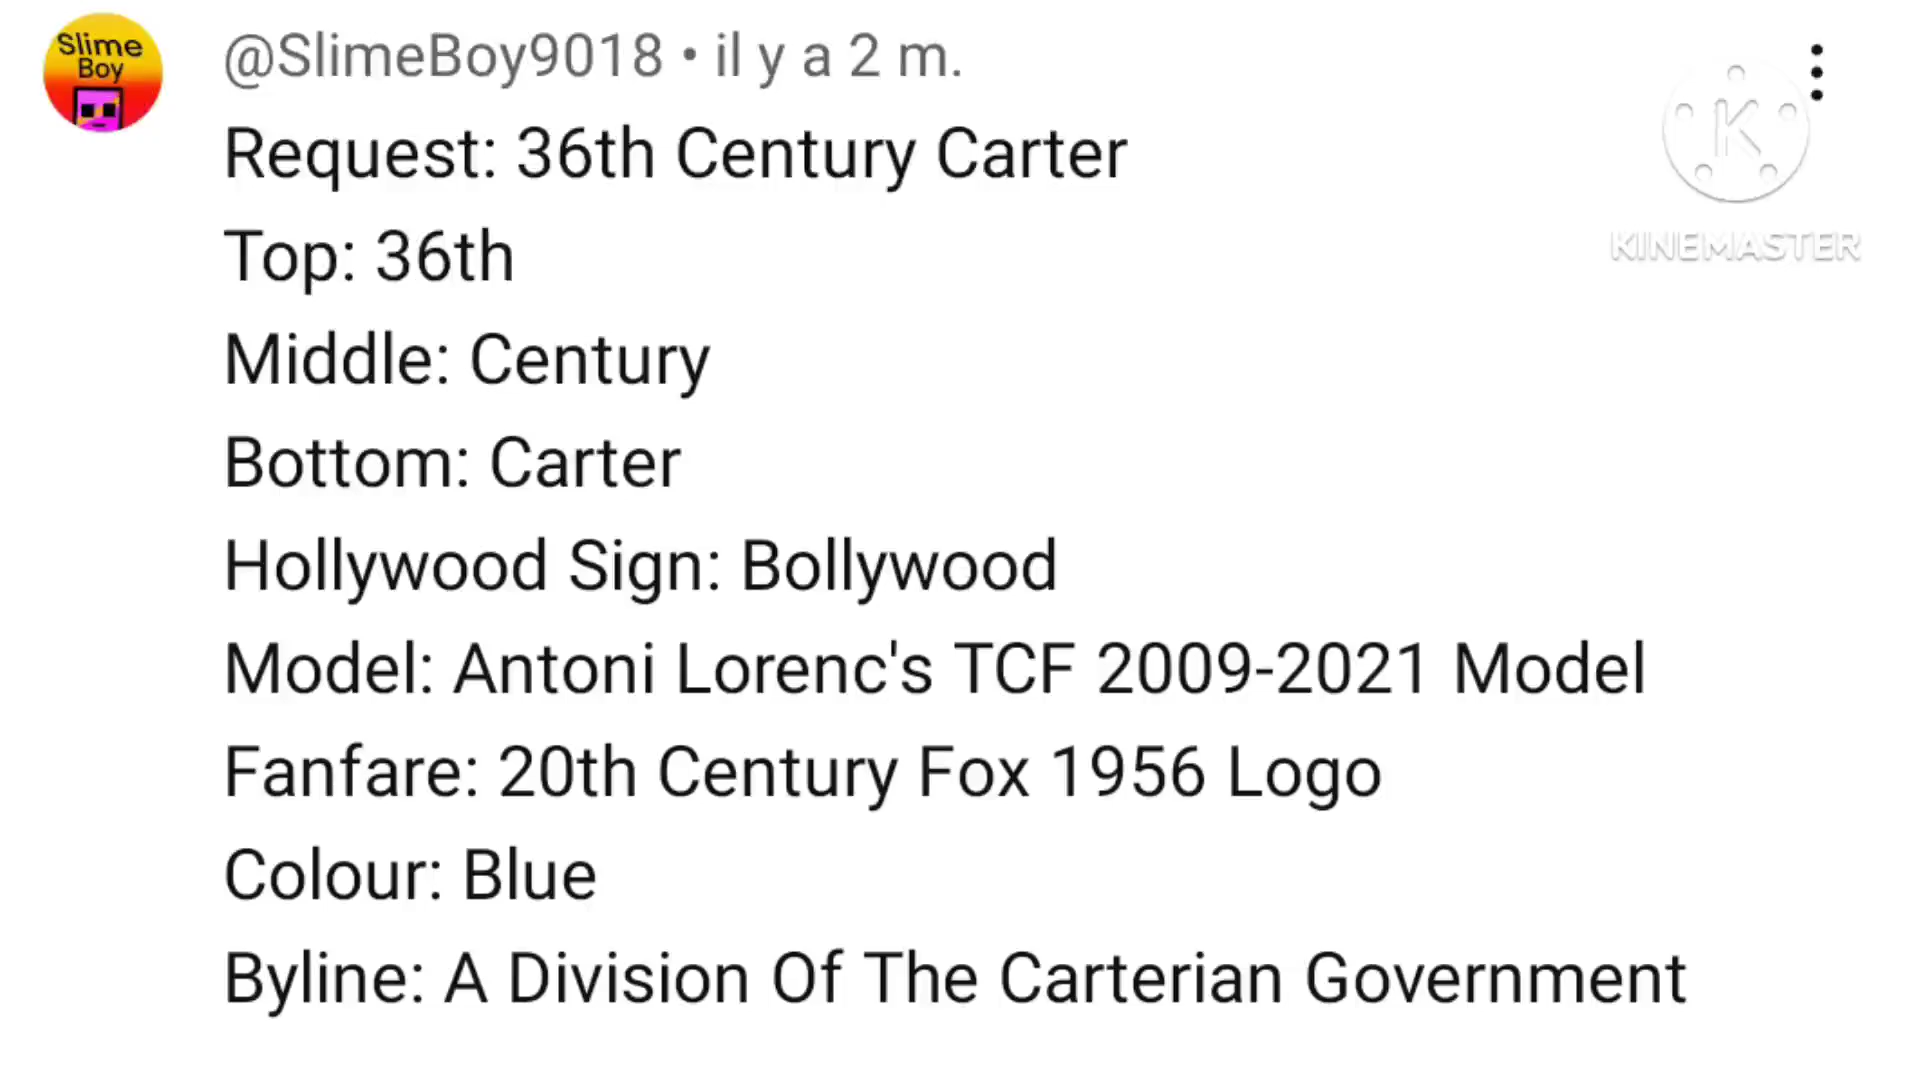 Slime
Boy
@SlimeBoy9018 • il y a 2 m.
Request: 36th Century Carter
Top: 36th
Middle: Century
Bottom: Carter
Hollywood Sign: Bollywood
Model: Antoni Lorenc's TCF 2009-2021 Model
Fanfare: 20th Century Fox 1956 Logo
Colour: Blue
Byline: A Division Of The Carterian Government
K
KINEMASTER